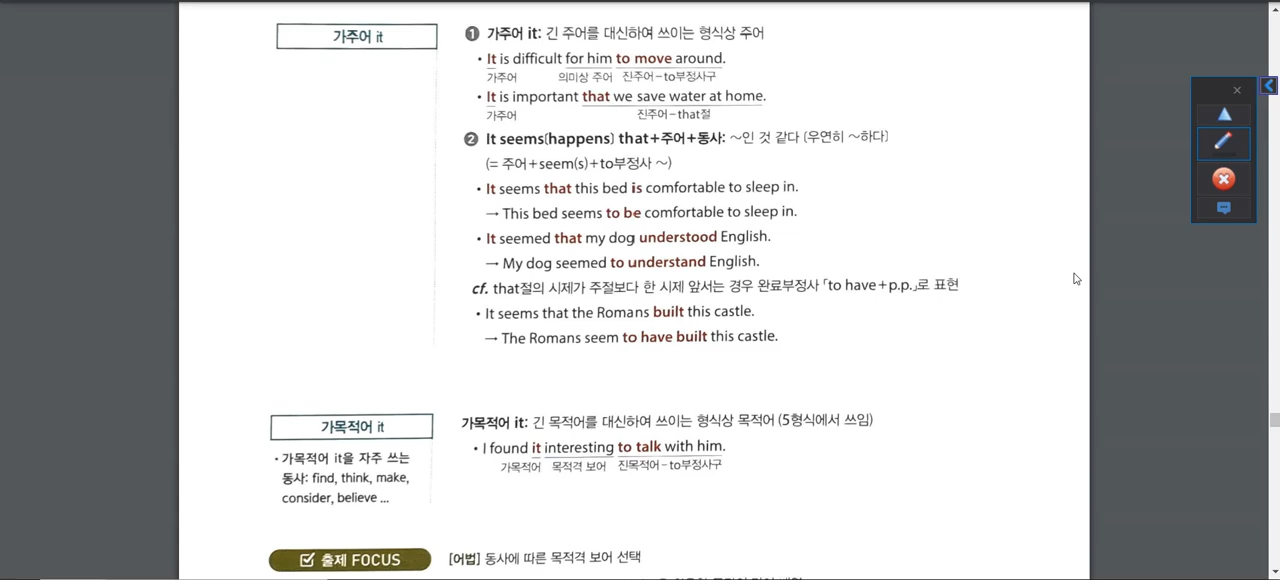 가주어 it
❶ 가주어 it: 긴 주어를 대신하여 쓰이는 형식상 주어
• It is difficult for him to move around.
가주어 의미상 주어 진주어-to부정사구
• It is important that we save water at home.
가주어 진주어-that절
❷ It seems(happens) that+주어+동사: ~인 것 같다 (우연히 ~하다)
(= 주어+seem(s)+to부정사 ~)
• It seems that this bed is comfortable to sleep in.
→ This bed seems to be comfortable to sleep in.
• It seemed that my dog understood English.
→ My dog seemed to understand English.
cf. that절의 시제가 주절보다 한 시제 앞서는 경우 완료부정사 「to have+p.p.」로 표현
• It seems that the Romans built this castle.
→ The Romans seem to have built this castle.
가목적어 it
• 가목적어 it을 자주 쓰는
동사: find, think, make,
consider, believe ...
가목적어 it: 긴 목적어를 대신하여 쓰이는 형식상 목적어 (5형식에서 쓰임)
• I found it interesting to talk with him.
가목적어 목적격 보어 진목적어-to부정사구
출제 FOCUS
[어법] 동사에 따른 목적격 보어 선택